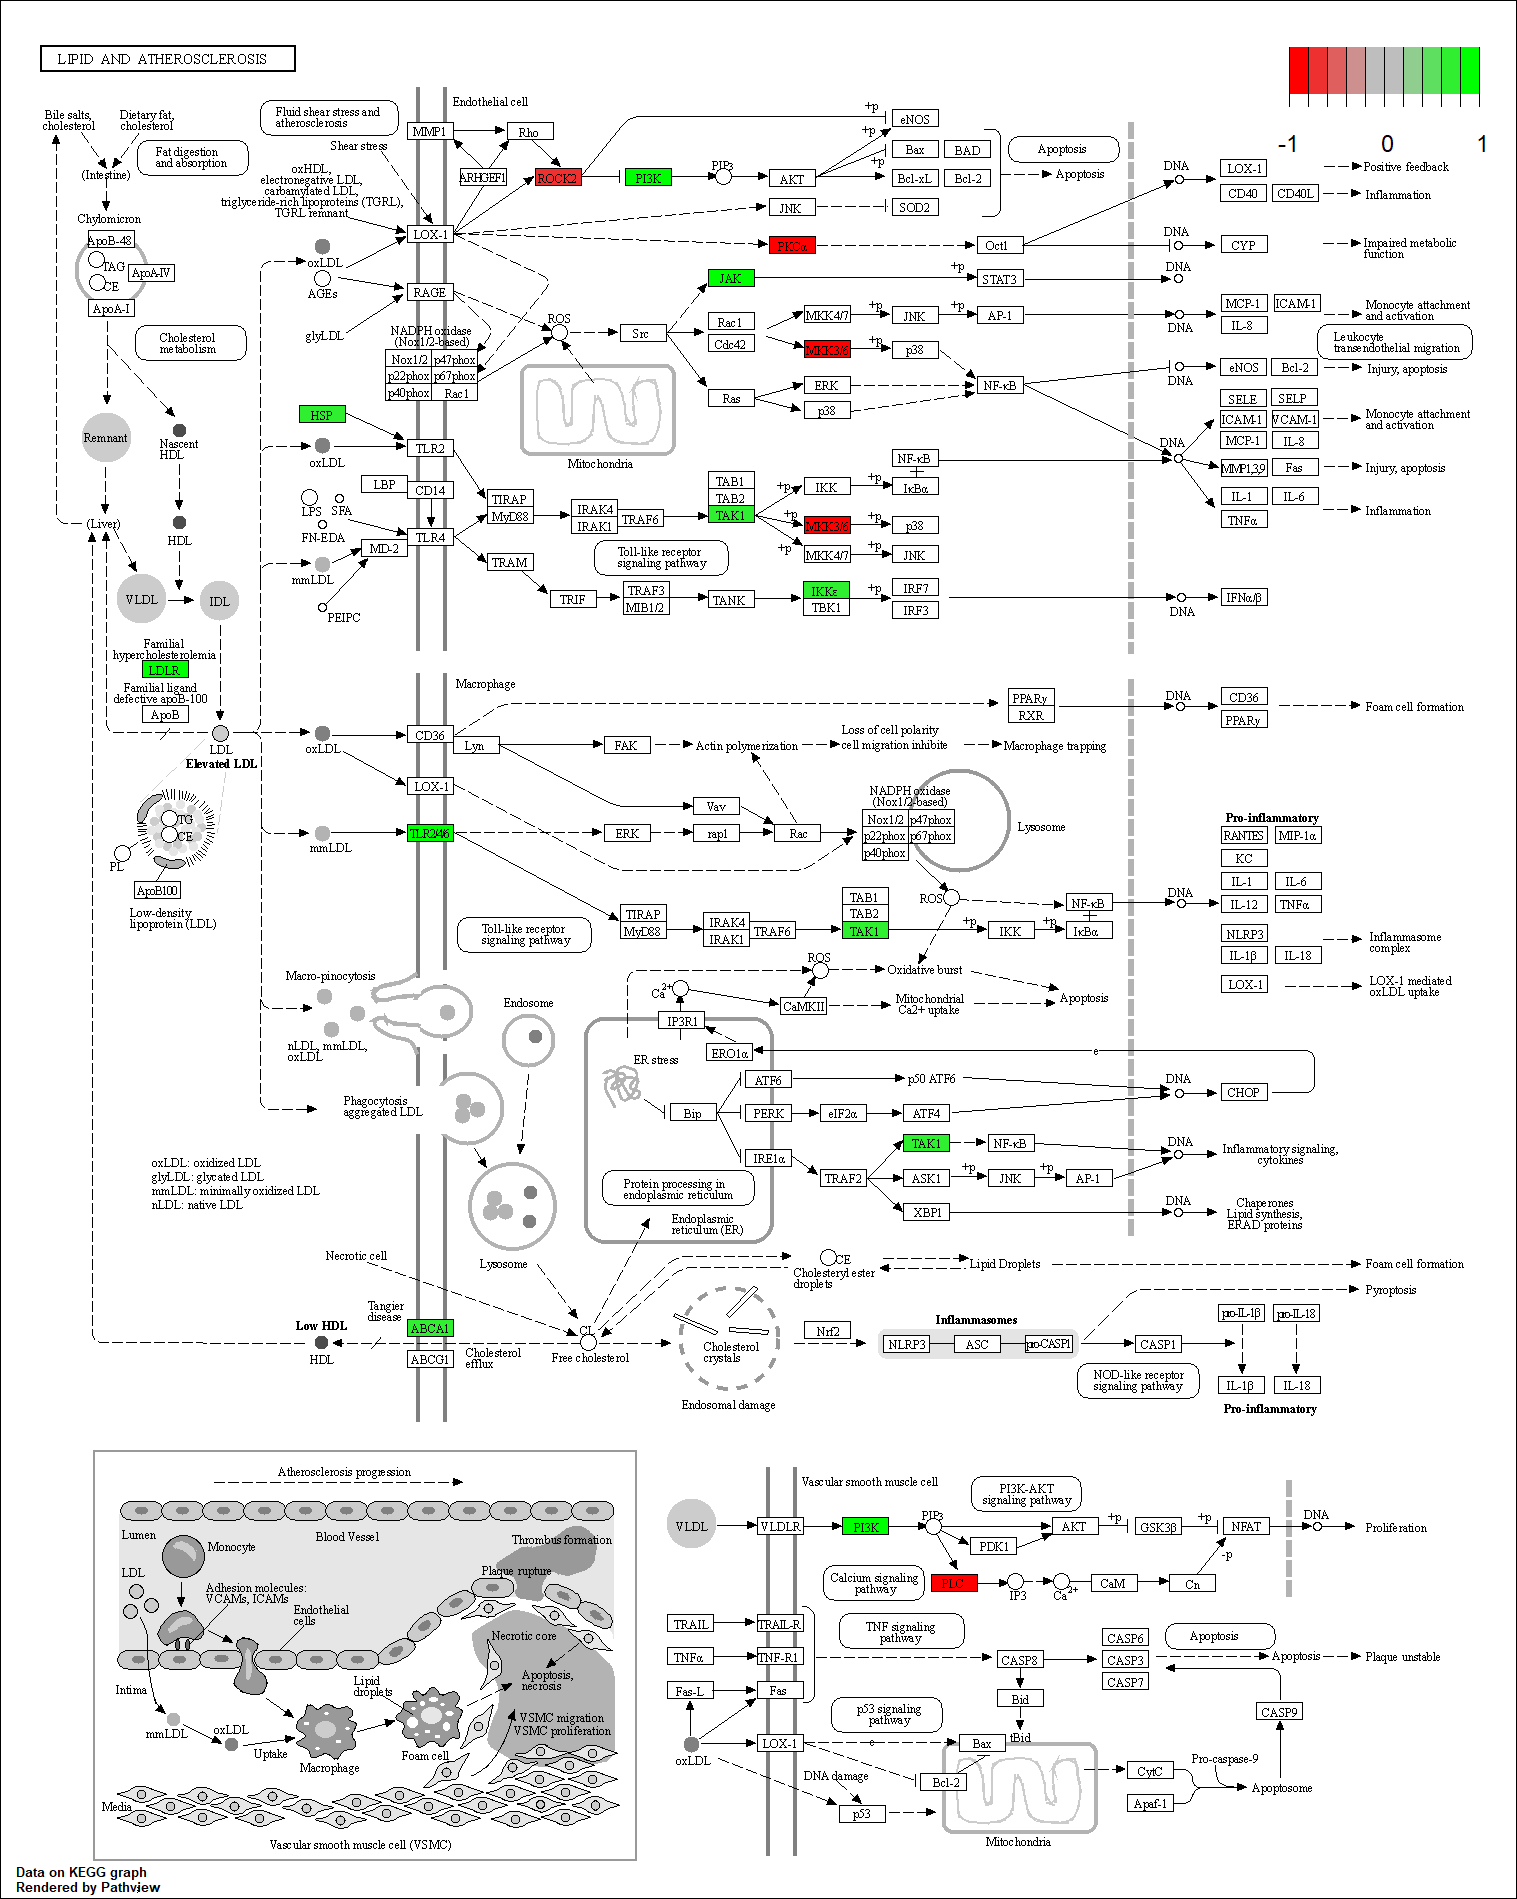 LIPID AND ATHEROSCLEROSIS
-1
0
1
Bile salts,
cholesterol
Dietary fat,
cholesterol
Fat digestion
and absorption
(Intestine)
Chylomicron
ApoB-48
TAG
CE
ApoA-IV
ApoA-I
Cholesterol
metabolism
Remnant
Nascent
HDL
(Liver)
HDL
VLDL
IDL
Familial
hypercholesterolemia
LDLR
Familial ligand
defective apoB-100
ApoB
LDL
Elevated LDL
TG
CE
PL
ApoB100
Low-density
lipoprotein (LDL)
Fluid shear stress and
atherosclerosis
Shear stress
oxHDL,
electronegative LDL,
carbamylated LDL,
triglyceride-rich lipoproteins (TGRL),
TGRL remnant
oxLDL
AGEs
glyLDL
Endothelial cell
MMP1
Rho
ARHGEF1
ROCK2
PI3K
PIP3
AKT
+p
+p
+p
eNOS
Bax
BAD
Bcl-xL
Bcl-2
Apoptosis
Apoptosis
JNK
SOD2
LOX-1
PKCα
Oct1
RAGE
NADPH oxidase
(Nox1/2-based)
Nox1/2
p47phox
p22phox
p67phox
p40phox
Rac1
ROS
Src
JAK
+p
STAT3
Rac1
Cdc42
MKK4/7
+p
JNK
+p
AP-1
MKK3/6
+p
p38
Ras
ERK
p38
NF-κB
Mitochondria
DNA
LOX-1
Positive feedback
CD40
CD40L
Inflammation
DNA
CYP
Impaired metabolic
function
DNA
MCP-1
ICAM-1
IL-8
Monocyte attachment
and activation
DNA
Leukocyte
transendothelial migration
eNOS
Bcl-2
Injury, apoptosis
DNA
SELE
SELP
ICAM-1
VCAM-1
MCP-1
IL-8
Monocyte attachment
and activation
DNA
MMP1,3,9
Fas
Injury, apoptosis
IL-1
IL-6
TNFα
Inflammation
HSP
oxLDL
TLR2
LBP
CD14
LPS
SFA
FN-EDA
TLR4
MD-2
mmLDL
PEIPC
TIRAP
MyD88
IRAK4
IRAK1
TRAF6
TAB1
TAB2
TAK1
+p
+p
+p
IKK
+p
NF-κB
IκBα
MKK3/6
+p
p38
MKK4/7
+p
JNK
Toll-like receptor
signaling pathway
TRAM
TRIF
TRAF3
MIB1/2
TANK
IKKε
TBK1
+p
IRF7
IRF3
DNA
IFNα/β
Macrophage
oxLDL
CD36
Lyn
FAK
Actin polymerization
Loss of cell polarity
cell migration inhibite
Macrophage trapping
PPARγ
RXR
DNA
CD36
PPARγ
Foam cell formation
LOX-1
Vav
mmLDL
TLR2/4/6
ERK
rap1
Rac
NADPH oxidase
(Nox1/2-based)
Nox1/2
p47phox
p22phox
p67phox
p40phox
Lysosome
ROS
Toll-like receptor
signaling pathway
TIRAP
MyD88
IRAK4
IRAK1
TRAF6
TAB1
TAB2
TAK1
+p
IKK
+p
NF-κB
IκBα
DNA
Pro-inflammatory
RANTES
MIP-1α
KC
IL-1
IL-6
IL-12
TNFα
NLRP3
IL-1β
IL-18
Inflammasome
complex
LOX-1
LOX-1 mediated
oxLDL uptake
Macro-pinocytosis
nLDL, mmLDL,
oxLDL
Endosome
Phagocytosis
aggregated LDL
Lysosome
oxLDL: oxidized LDL
glyLDL: glycated LDL
mmLDL: minimally oxidized LDL
nLDL: native LDL
Ca2+
ROS
Oxidative burst
CaMKII
Mitochondrial
Ca2+ uptake
Apoptosis
IP3R1
ER stress
ERO1α
e
Bip
ATF6
p50 ATF6
PERK
eIF2α
ATF4
IRE1α
TRAF2
TAK1
NF-κB
ASK1
+p
JNK
+p
AP-1
XBP1
DNA
CHOP
DNA
Inflammatory signaling,
cytokines
DNA
Chaperones
Lipid synthesis,
ERAD proteins
Protein processing in
endoplasmic reticulum
Endoplasmic
reticulum (ER)
Necrotic cell
Tangier
disease
Low HDL
HDL
ABCA1
ABCG1
Cholesterol
efflux
CL
Free cholesterol
CE
Cholesteryl ester
droplets
Lipid Droplets
Foam cell formation
Pyroptosis
Cholesterol
crystals
Endosomal damage
Nrf2
Inflammasomes
NLRP3
ASC
pro-CASP1
CASP1
NOD-like receptor
signaling pathway
pro-IL-1β
pro-IL-18
IL-1β
IL-18
Pro-inflammatory
Atherosclerosis progression
Lumen
Blood Vessel
Monocyte
LDL
Adhesion molecules:
VCAMs, ICAMs
Endothelial
cells
Thrombus formation
Plaque rupture
Necrotic core
Apoptosis,
necrosis
Intima
Lipid
droplets
VSMC migration
VSMC proliferation
mmLDL
oxLDL
Uptake
Macrophage
Foam cell
Media
Vascular smooth muscle cell (VSMC)
Vascular smooth muscle cell
VLDL
VLDLR
PI3K
PIP3
PI3K-AKT
signaling pathway
PDK1
AKT
+p
GSK3β
+p
NFAT
-p
DNA
Proliferation
Calcium signaling
pathway
PLC
IP3
Ca2+
CaM
Cn
TRAIL
TRAIL-R
TNFα
TNF-R1
Fas-L
Fas
TNF signaling
pathway
CASP8
CASP6
CASP3
CASP7
Apoptosis
Apoptosis
Plaque unstable
Bid
tBid
p53 signaling
pathway
oxLDL
LOX-1
e
Bax
Bcl-2
DNA damage
p53
Mitochondria
CytC
Apaf-1
Pro-caspase-9
Apoptosome
CASP9
Data on KEGG graph
Rendered by Pathview